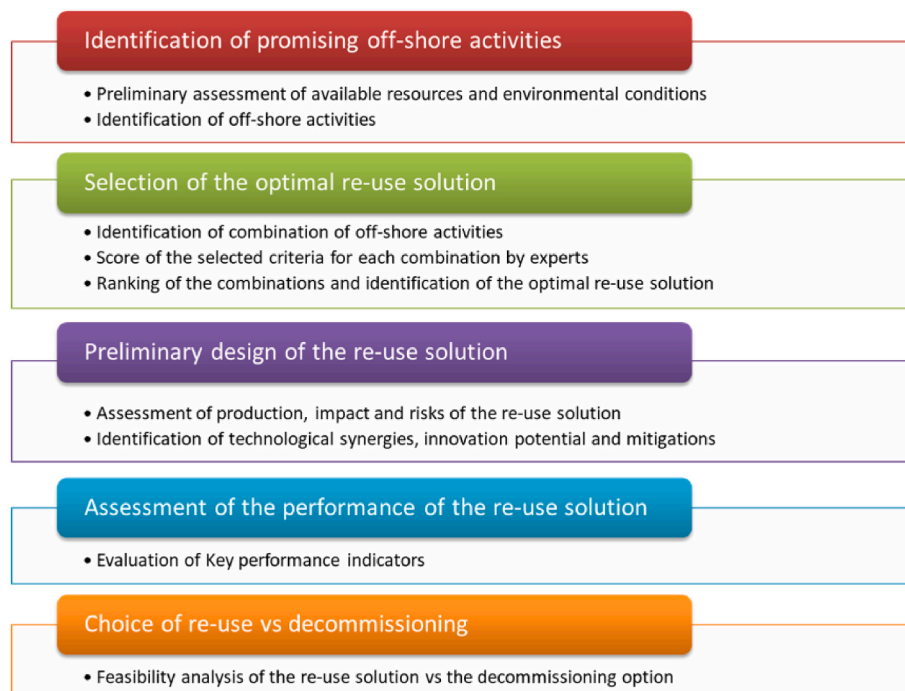 Identification of promising off-shore activities
• Preliminary assessment of available resources and environmental conditions
• Identification of off-shore activities
Selection of the optimal re-use solution
• Identification of combination of off-shore activities
• Score of the selected criteria for each combination by experts
• Ranking of the combinations and identification of the optimal re-use solution
Preliminary design of the re-use solution
• Assessment of production, impact and risks of the re-use solution
• Identification of technological synergies, innovation potential and mitigations
Assessment of the performance of the re-use solution
• Evaluation of Key performance indicators
Choice of re-use vs decommissioning
• Feasibility analysis of the re-use solution vs the decommissioning option